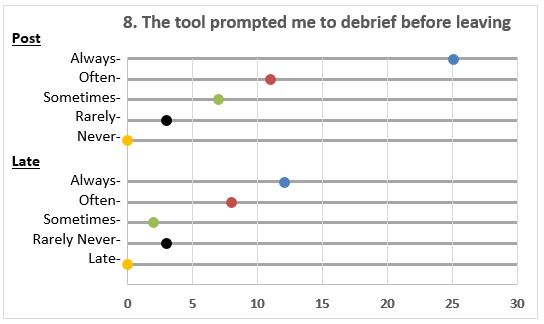 8. The tool prompted me to debrief before leaving
Post
Always-
Often-
Sometimes-
Rarely-
Never-
Late
Always-
Often-
Sometimes-
Rarely Never-
Late-
0 5 10 15 20 25 30